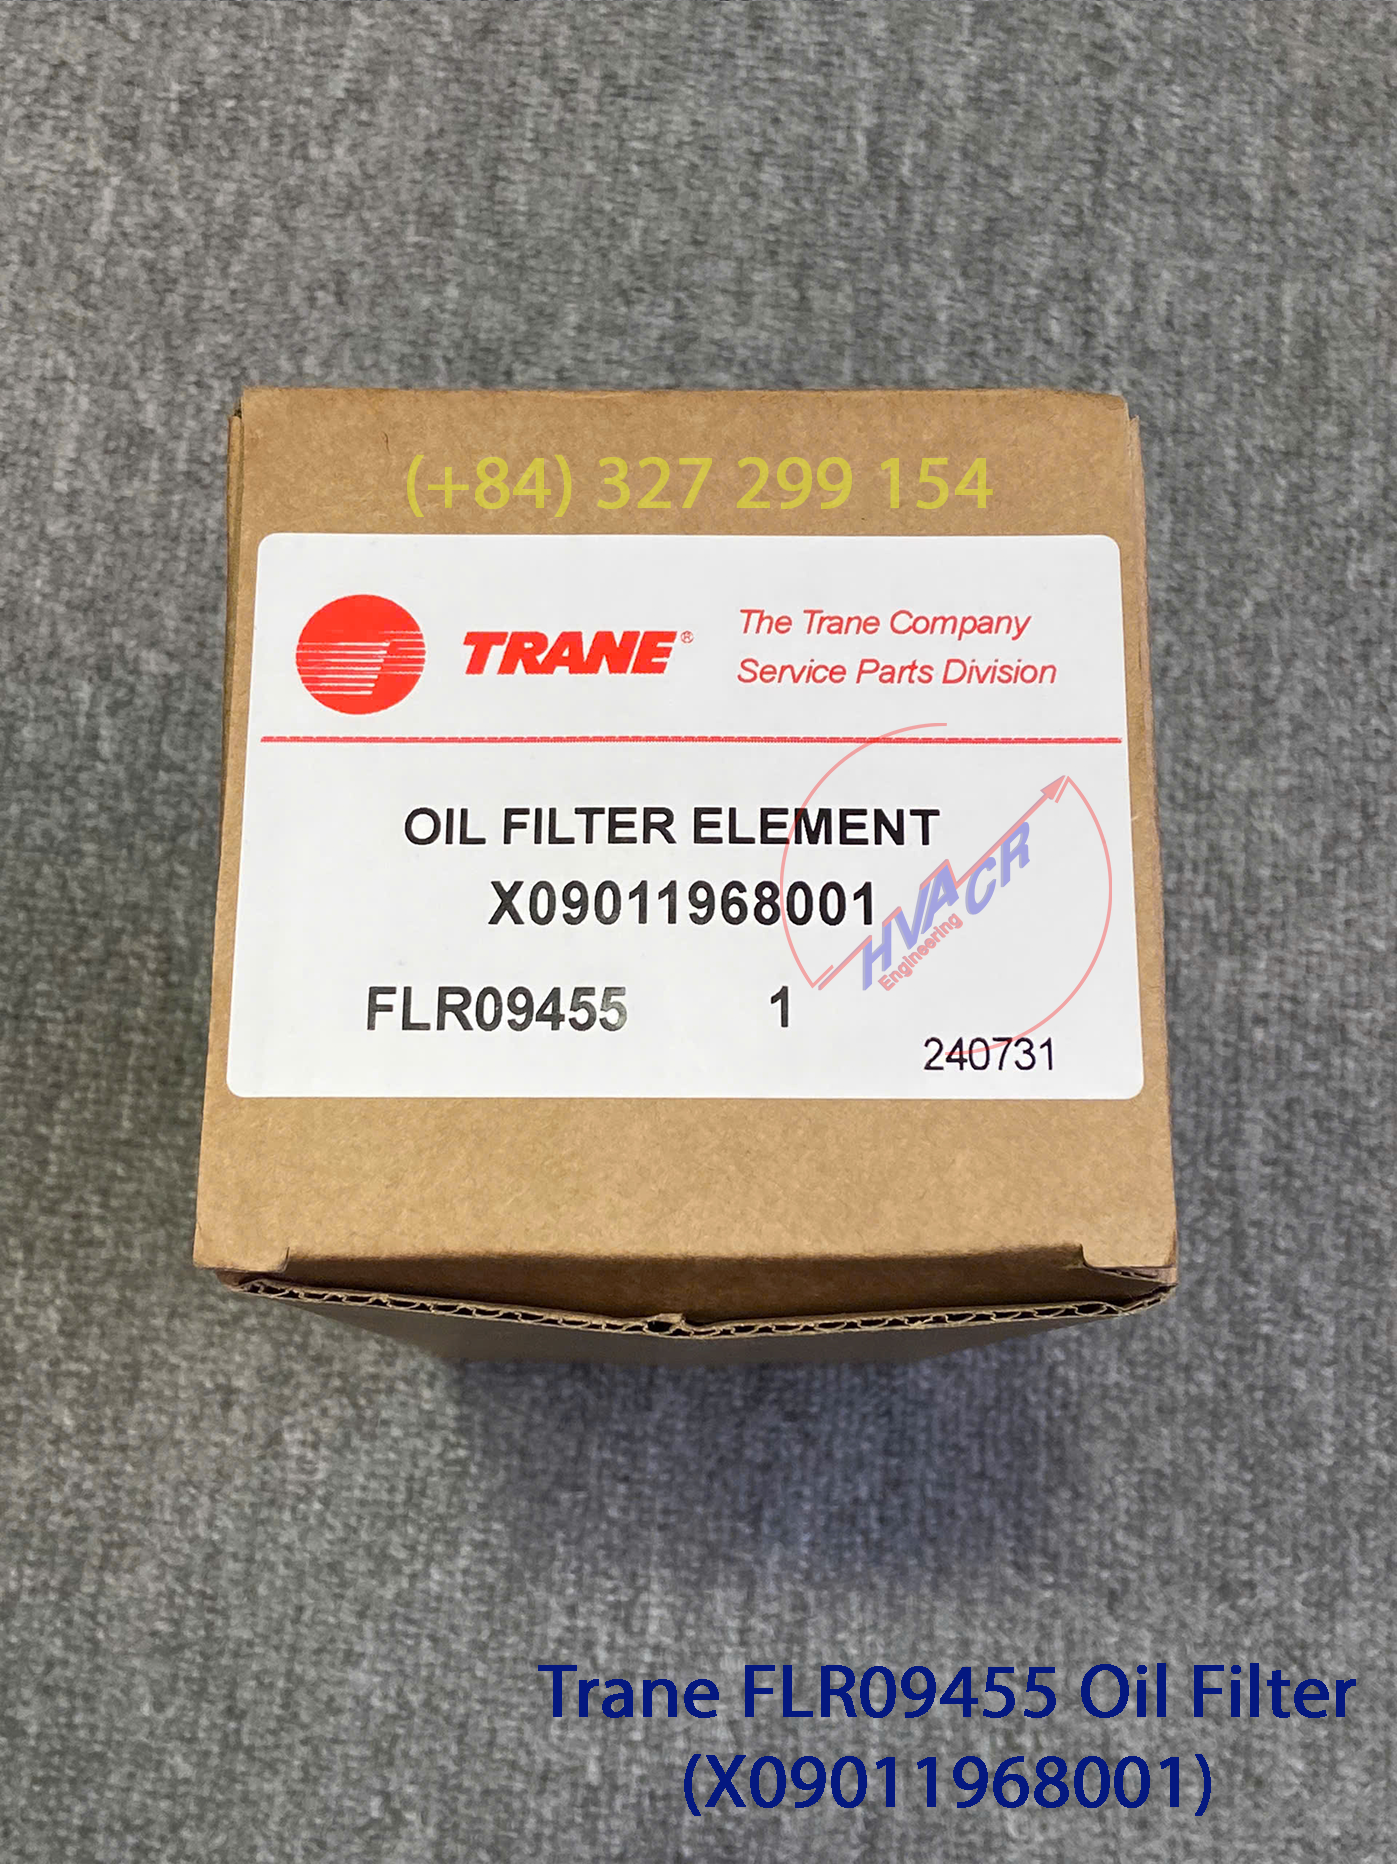 (+84) 327 299 154
TRANE®
The Trane Company
Service Parts Division
OIL FILTER ELEMENT
X09011968001
HVACR
Engineering
FLR09455 1
240731
Trane FLR09455 Oil Filter
(X09011968001)